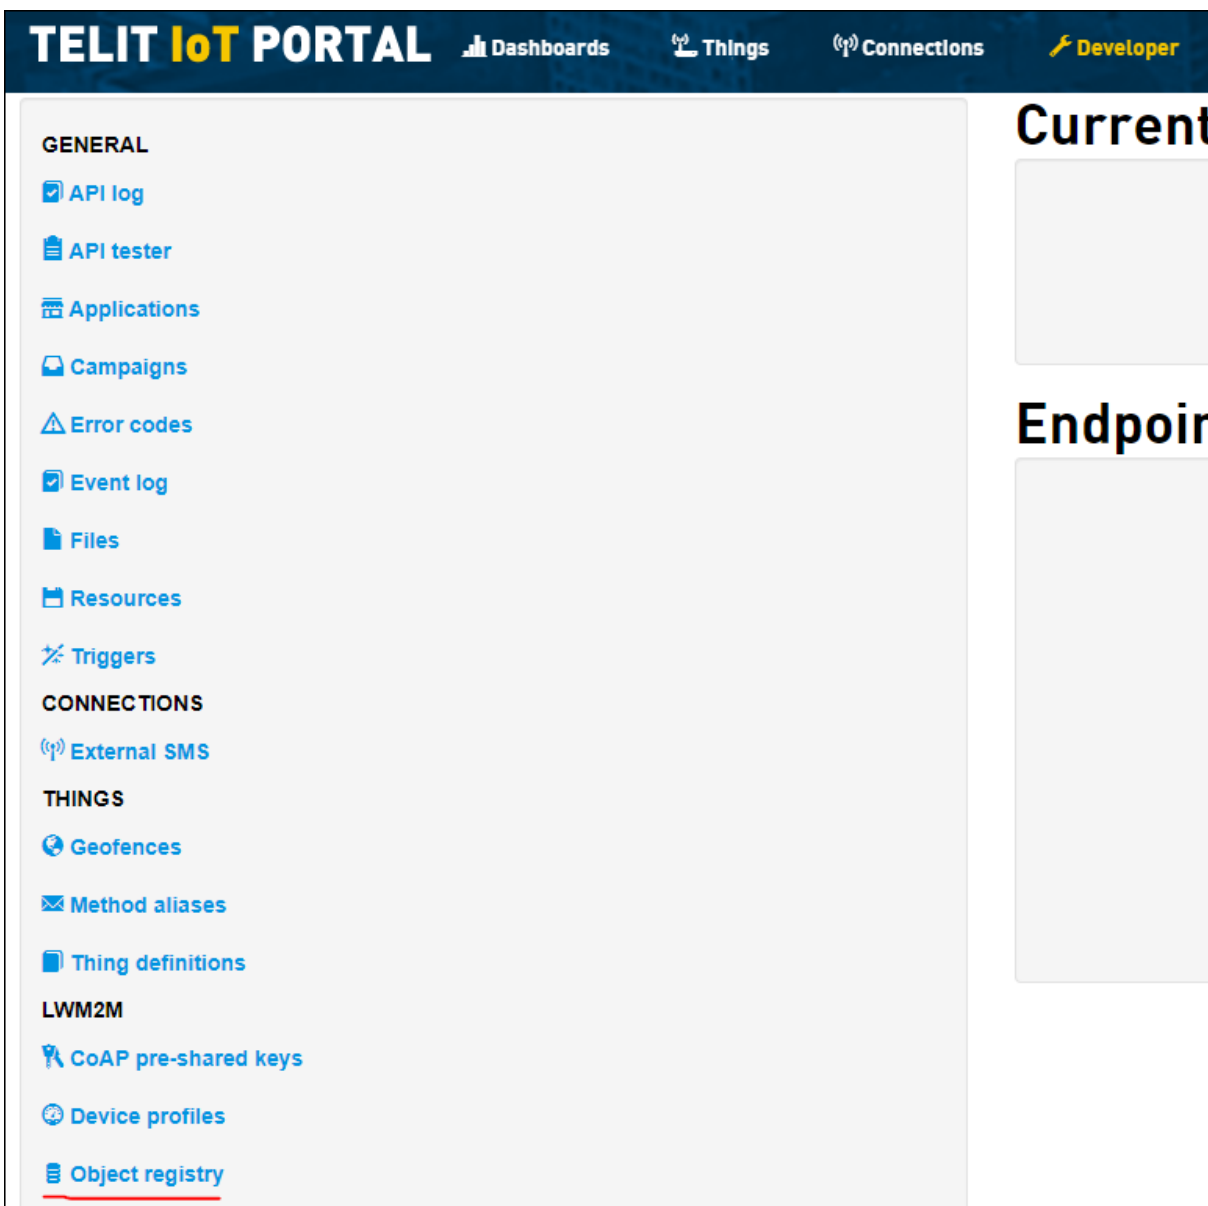 TELIT IoT PORTAL Dashboards Things Connections Developer
GENERAL
API log
API tester
Applications
Campaigns
Error codes
Event log
Files
Resources
Triggers
CONNECTIONS
External SMS
THINGS
Geofences
Method aliases
Thing definitions
LWM2M
CoAP pre-shared keys
Device profiles
Object registry
Current
Endpoin